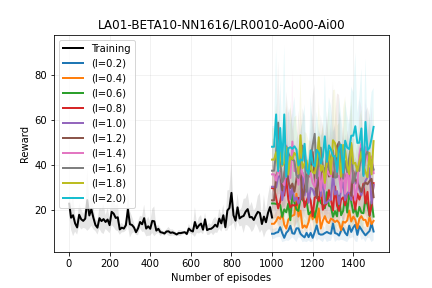 LA01-BETA10-NN1616/LR0010-Ao00-Ai00
Reward
80
60
40
20
Training
(l=0.2)
(l=0.4)
(l=0.6)
(l=0.8)
(l=1.0)
(l=1.2)
(l=1.4)
(l=1.6)
(l=1.8)
(l=2.0)
0 200 400 600 800 1000 1200 1400
Number of episodes